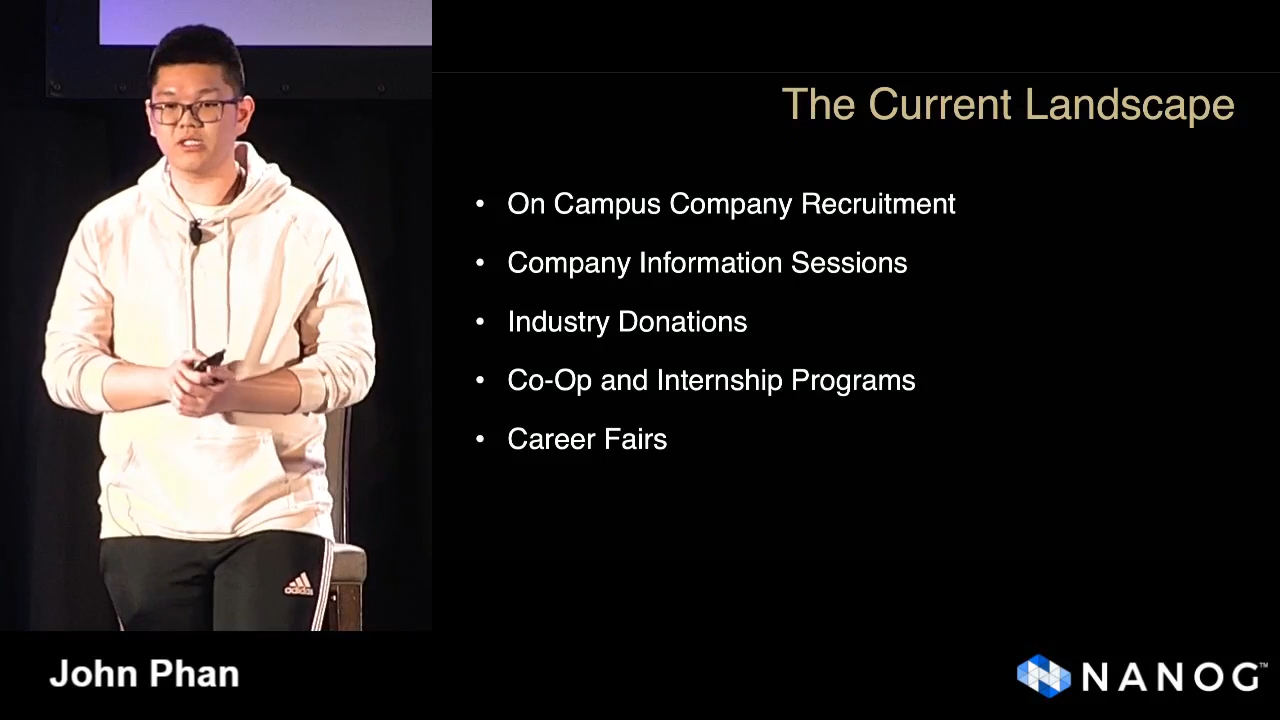 The Current Landscape
• On Campus Company Recruitment
• Company Information Sessions
• Industry Donations
• Co-Op and Internship Programs
• Career Fairs
adidas
John Phan
NANOG™